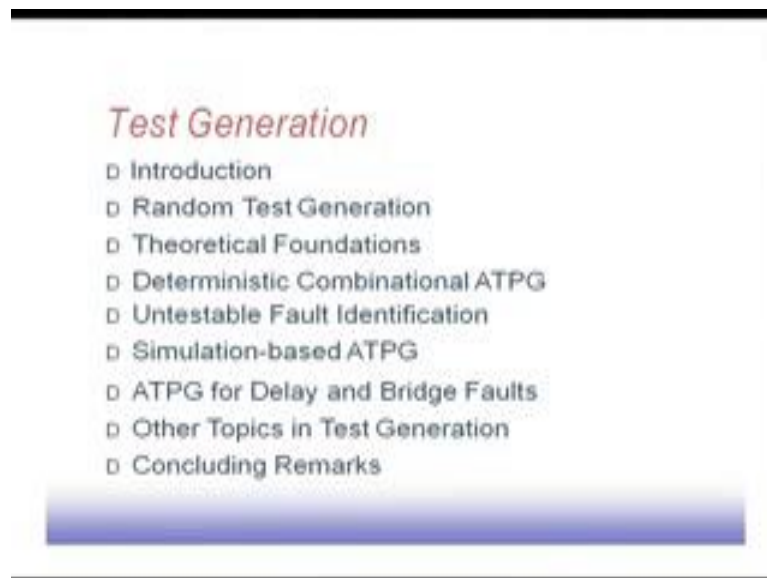 Test Generation
D Introduction
D Random Test Generation
D Theoretical Foundations
D Deterministic Combinational ATPG
D Untestable Fault Identification
D Simulation-based ATPG
D ATPG for Delay and Bridge Faults
D Other Topics in Test Generation
D Concluding Remarks